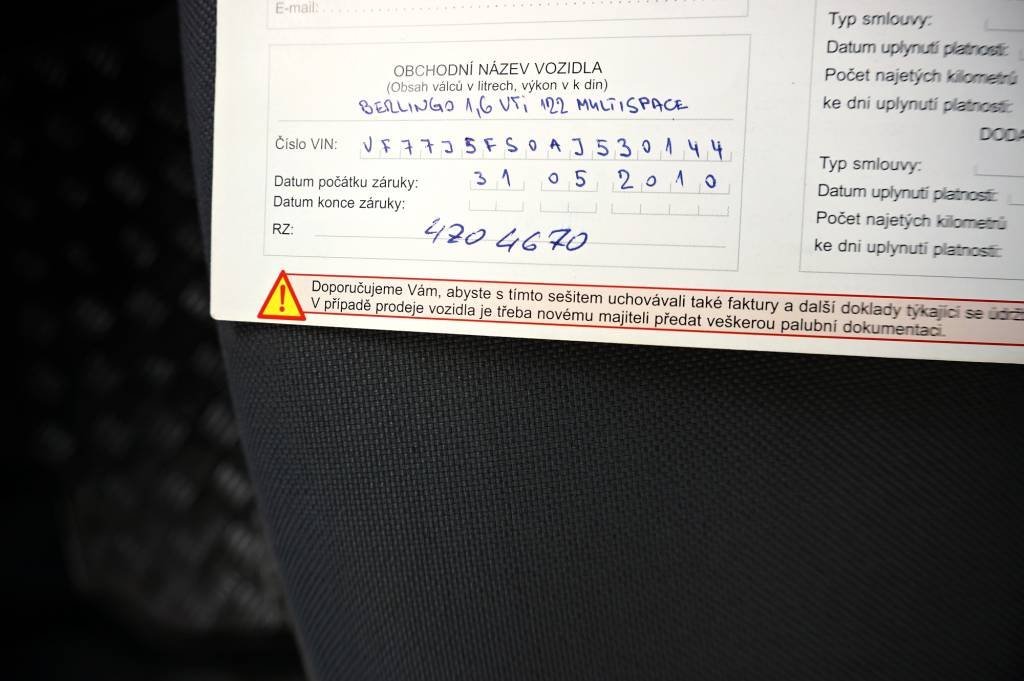 E-mail:
OBCHODNÍ NÁZEV VOZIDLA
(Obsah válců v litrech, výkon v k din)
BERLINGO 1,6 VTi 122 MULTISPACE
Číslo VIN: VF77J5FS0AJ530144
Datum počátku záruky: 31 05 2010
Datum konce záruky:
RZ: 4Z0 4670
Typ smlouvy:
Datum uplynutí platnosti:
Počet najetých kilometrů
ke dni uplynutí platnosti:
Typ smlouvy:
Datum uplynutí platnosti:
Počet najetých kilometrů
ke dni uplynutí platnosti:
Doporučujeme Vám, abyste s tímto sešitem uchovávali také faktury a další doklady týkající se
V případě prodeje vozidla je třeba novému majiteli předat veškerou palubní dokumentaci.